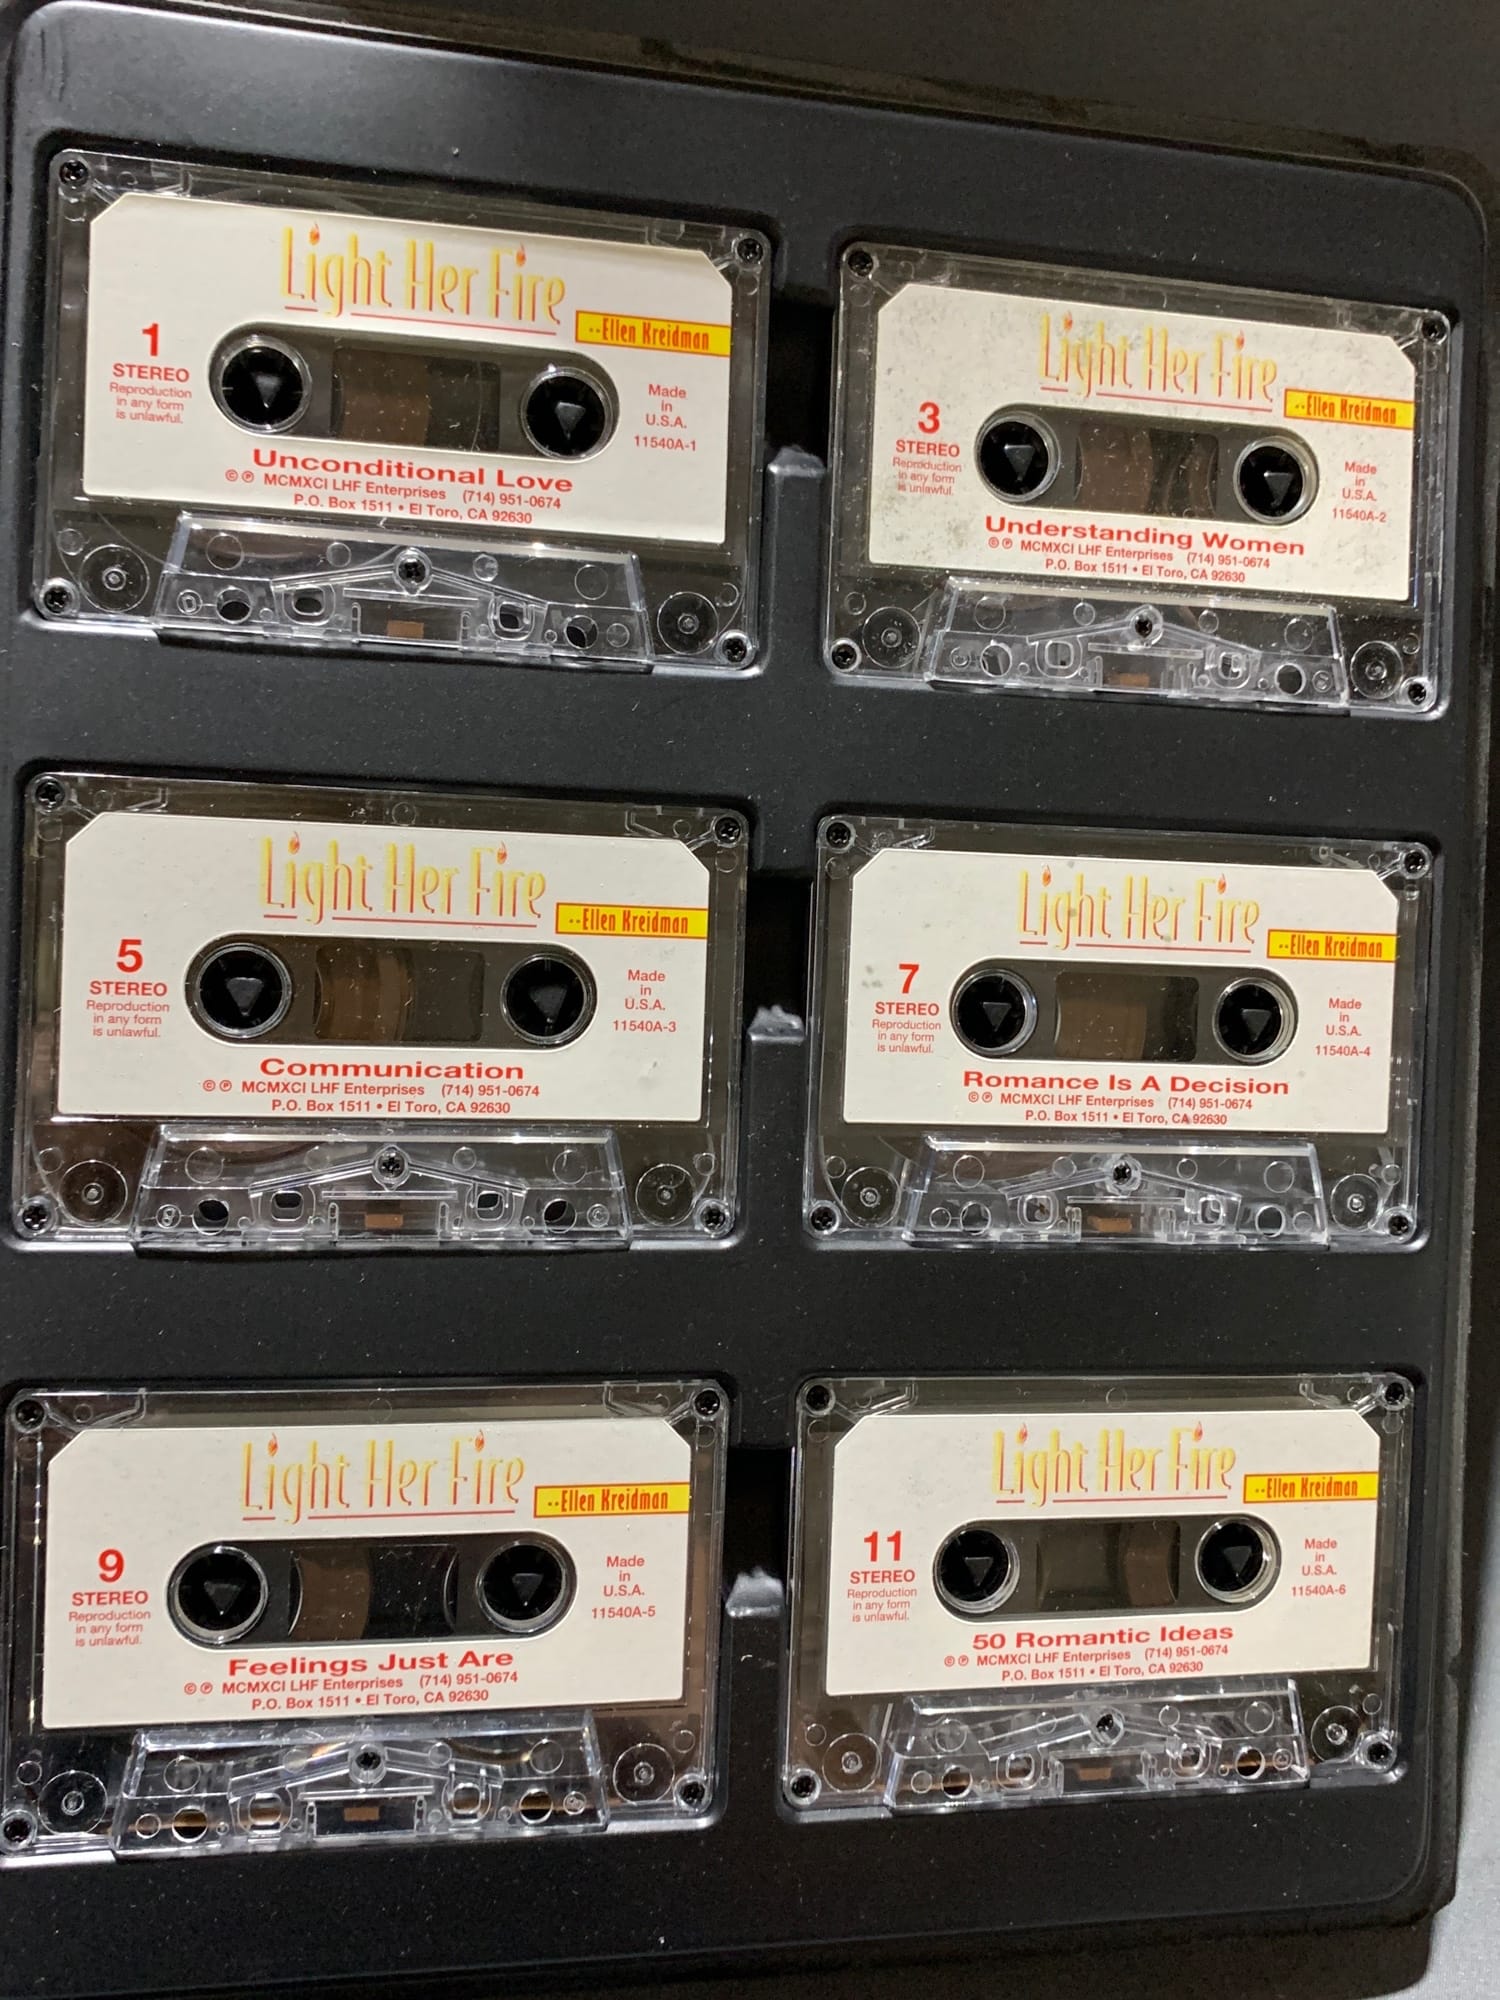 Light Her Fire
··Ellen Kreidman
1
STEREO
Reproduction
in any form
is unlawful.
Made
in
U.S.A.
11540A-1
Unconditional Love
© ℗ MCMXCI LHF Enterprises (714) 951-0674
P.O. Box 1511 • El Toro, CA 92630
Light Her Fire
··Ellen Kreidman
3
STEREO
Reproduction
in any form
is unlawful.
Made
in
U.S.A.
11540A-2
Understanding Women
© ℗ MCMXCI LHF Enterprises (714) 951-0674
P.O. Box 1511 • El Toro, CA 92630
Light Her Fire
··Ellen Kreidman
5
STEREO
Reproduction
in any form
is unlawful.
Made
in
U.S.A.
11540A-3
Communication
© ℗ MCMXCI LHF Enterprises (714) 951-0674
P.O. Box 1511 • El Toro, CA 92630
Light Her Fire
··Ellen Kreidman
7
STEREO
Reproduction
in any form
is unlawful.
Made
in
U.S.A.
11540A-4
Romance Is A Decision
© ℗ MCMXCI LHF Enterprises (714) 951-0674
P.O. Box 1511 • El Toro, CA 92630
Light Her Fire
··Ellen Kreidman
9
STEREO
Reproduction
in any form
is unlawful.
Made
in
U.S.A.
11540A-5
Feelings Just Are
© ℗ MCMXCI LHF Enterprises (714) 951-0674
P.O. Box 1511 • El Toro, CA 92630
Light Her Fire
··Ellen Kreidman
11
STEREO
Reproduction
in any form
is unlawful.
Made
in
U.S.A.
11540A-6
50 Romantic Ideas
© ℗ MCMXCI LHF Enterprises (714) 951-0674
P.O. Box 1511 • El Toro, CA 92630